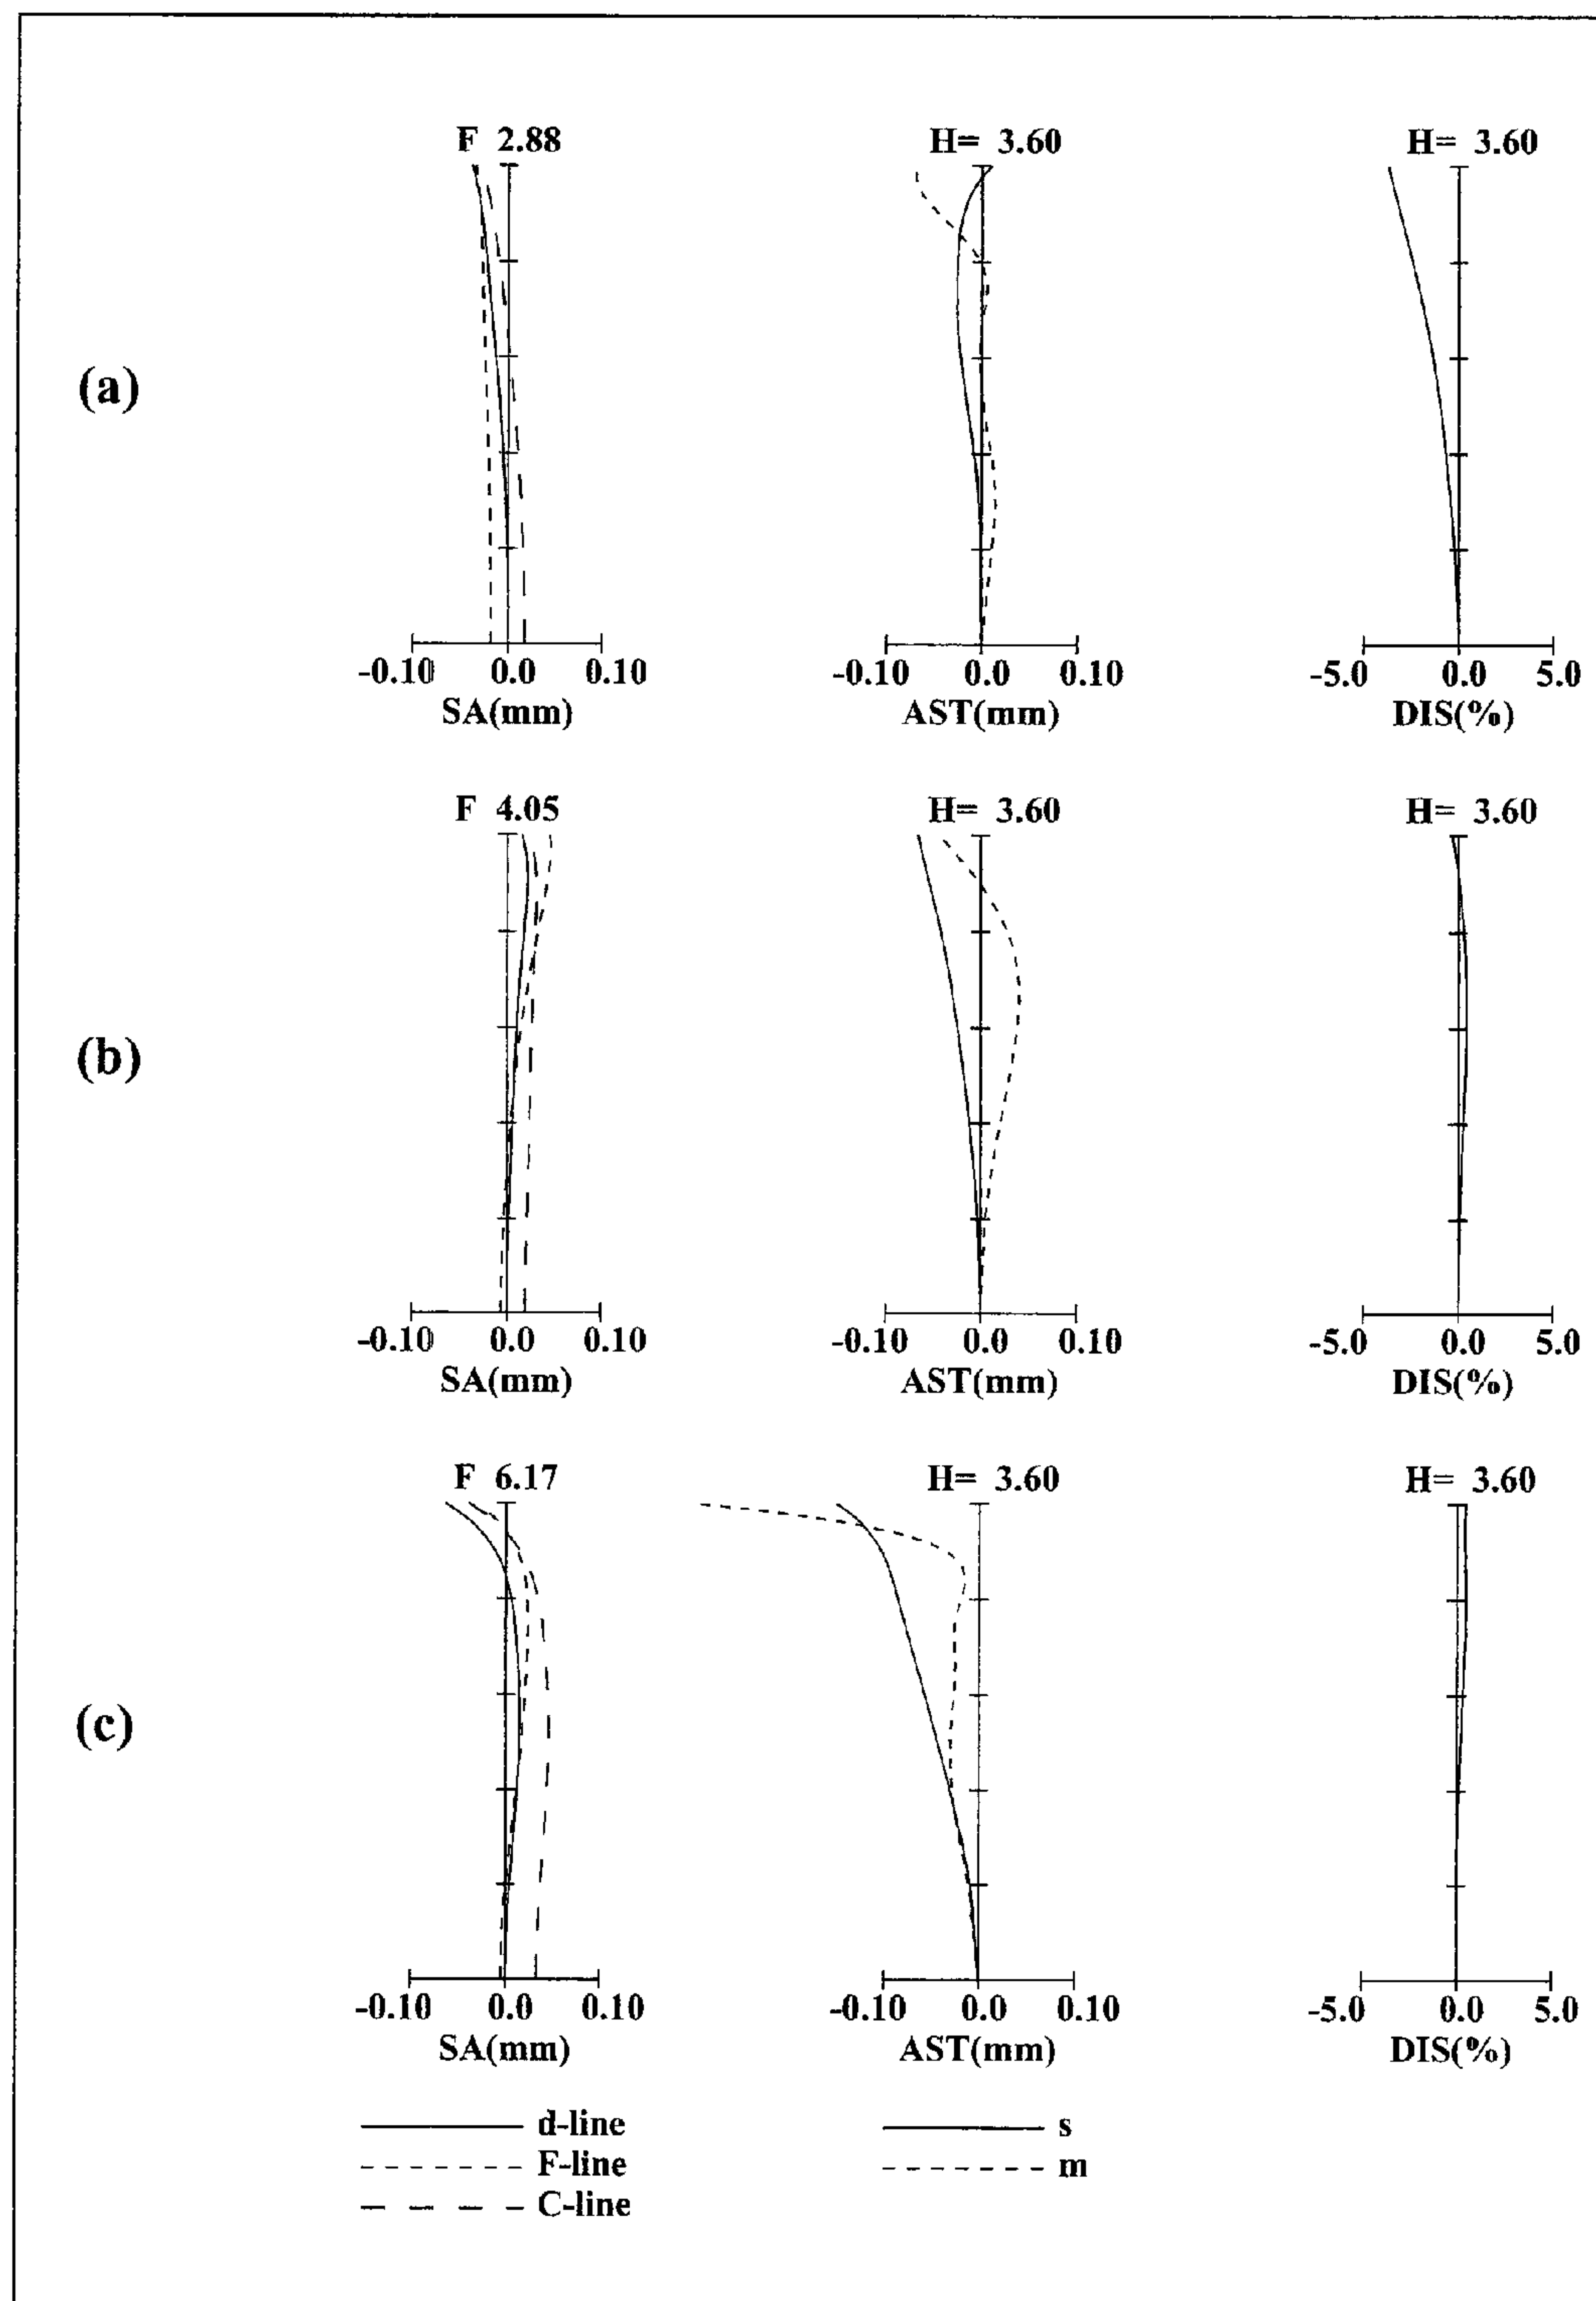 F 2.88 H= 3.60 H= 3.60
(a)
-0.10 0.0 0.10 -0.10 0.0 0.10 -5.0 0.0 5.0
SA(mm) AST(mm) DIS(%)
F 4.05 H= 3.60 H= 3.60
(b)
-0.10 0.0 0.10 -0.10 0.0 0.10 -5.0 0.0 5.0
SA(mm) AST(mm) DIS(%)
F 6.17 H= 3.60 H= 3.60
(c)
-0.10 0.0 0.10 -0.10 0.0 0.10 -5.0 0.0 5.0
SA(mm) AST(mm) DIS(%)
d-line s
F-line m
C-line